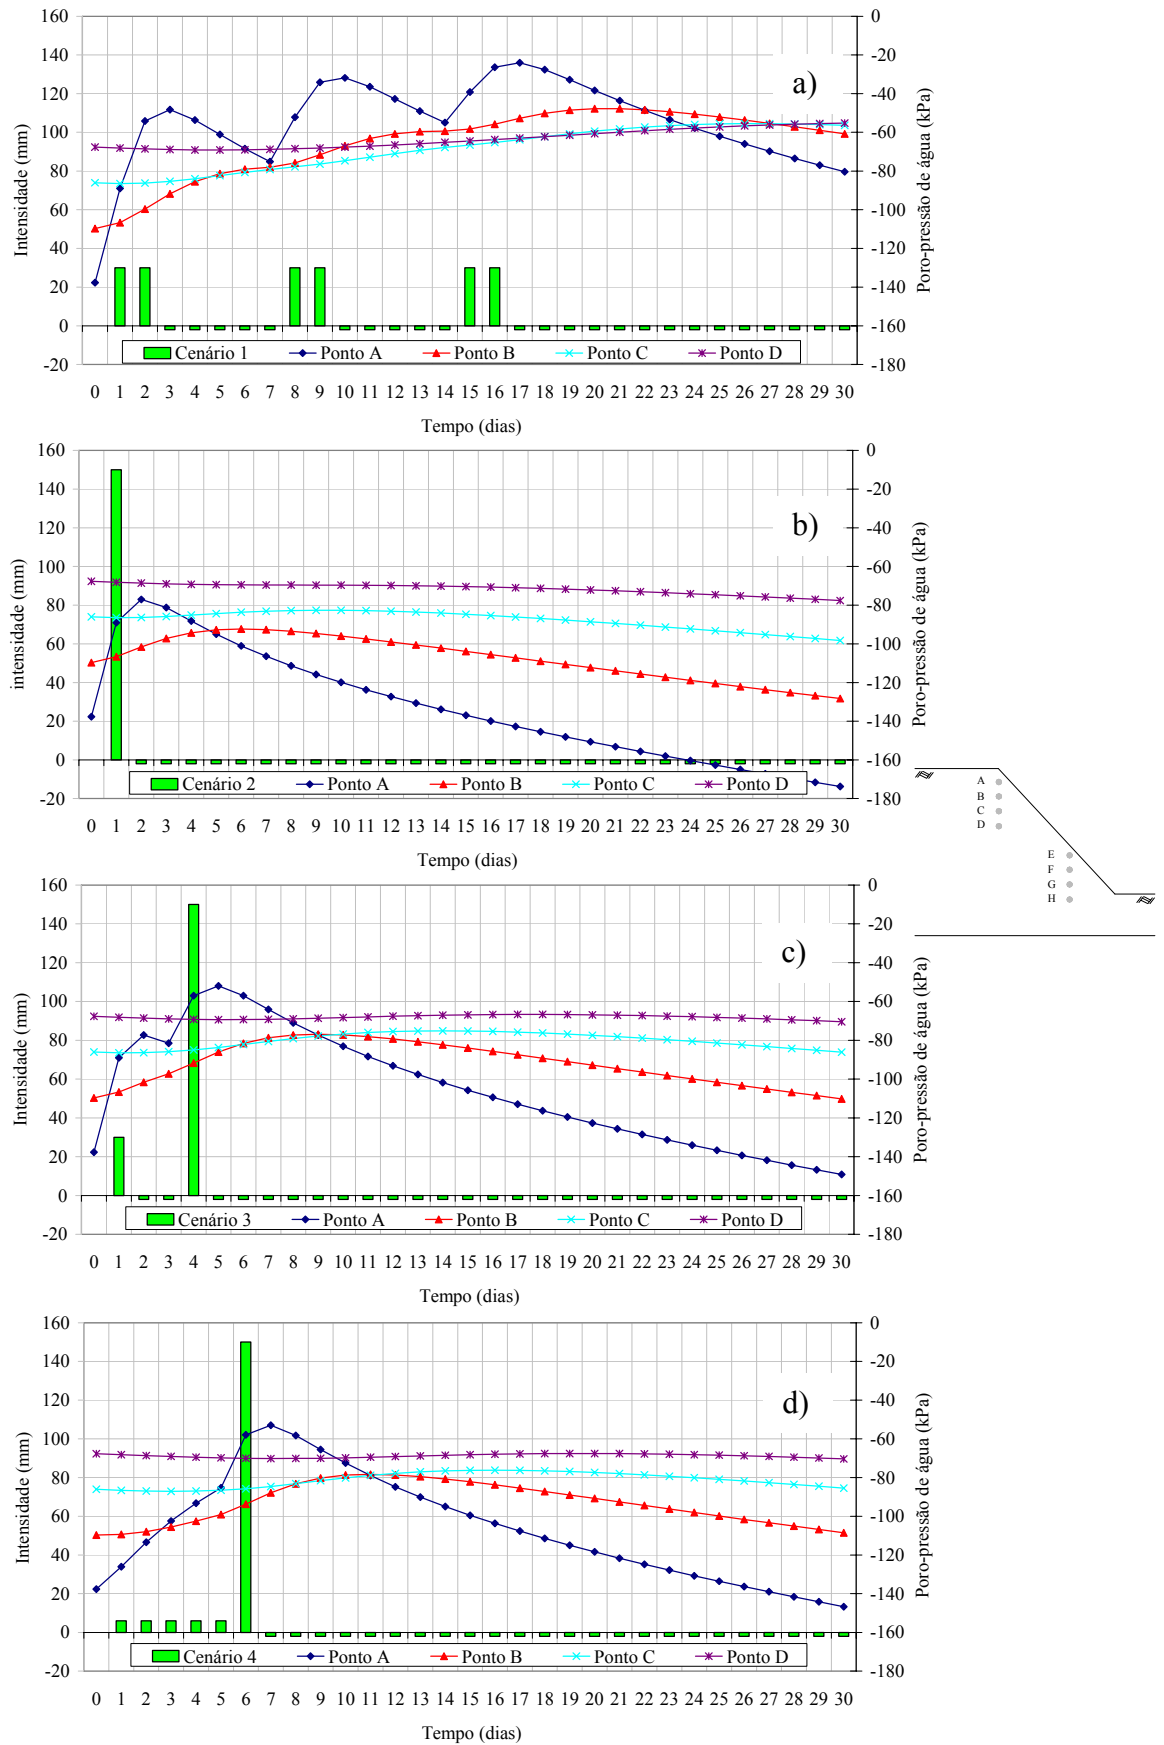 160
140
120
100
80
60
40
20
0
-20
Intensidade (mm)
0
-20
-40
-60
-80
-100
-120
-140
-160
-180
Poro-pressão de água (kPa)
a)
Cenário 1 Ponto A Ponto B Ponto C Ponto D
0 1 2 3 4 5 6 7 8 9 10 11 12 13 14 15 16 17 18 19 20 21 22 23 24 25 26 27 28 29 30
Tempo (dias)
160
140
120
100
80
60
40
20
0
-20
intensidade (mm)
0
-20
-40
-60
-80
-100
-120
-140
-160
-180
Poro-pressão de água (kPa)
b)
Cenário 2 Ponto A Ponto B Ponto C Ponto D
0 1 2 3 4 5 6 7 8 9 10 11 12 13 14 15 16 17 18 19 20 21 22 23 24 25 26 27 28 29 30
Tempo (dias)
A
B
C
D
E
F
G
H
160
140
120
100
80
60
40
20
0
-20
Intensidade (mm)
0
-20
-40
-60
-80
-100
-120
-140
-160
-180
Poro-pressão de água (kPa)
c)
Cenário 3 Ponto A Ponto B Ponto C Ponto D
0 1 2 3 4 5 6 7 8 9 10 11 12 13 14 15 16 17 18 19 20 21 22 23 24 25 26 27 28 29 30
Tempo (dias)
160
140
120
100
80
60
40
20
0
-20
Intensidade (mm)
0
-20
-40
-60
-80
-100
-120
-140
-160
-180
Poro-pressão de água (kPa)
d)
Cenário 4 Ponto A Ponto B Ponto C Ponto D
0 1 2 3 4 5 6 7 8 9 10 11 12 13 14 15 16 17 18 19 20 21 22 23 24 25 26 27 28 29 30
Tempo (dias)